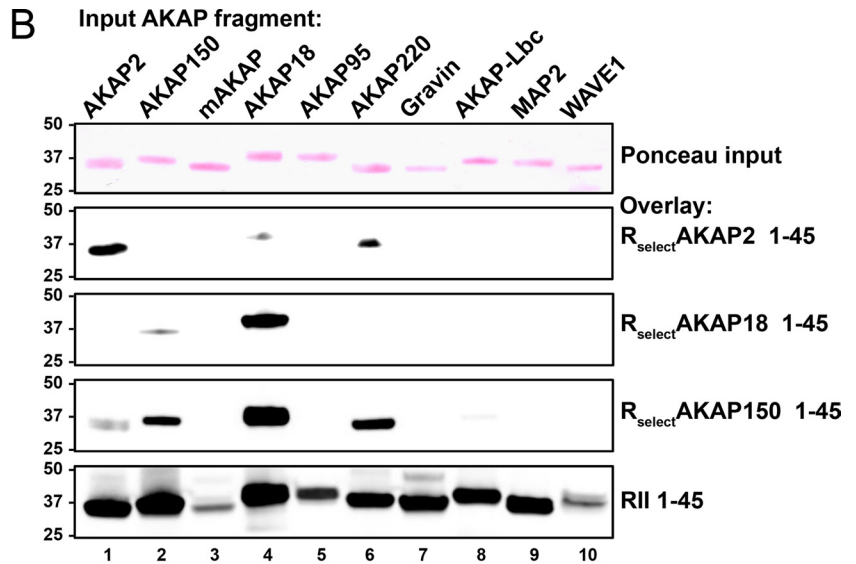 B
Input AKAP fragment:
AKAP2 AKAP150 mAKAP AKAP18 AKAP95 AKAP220 Gravin AKAP-Lbc MAP2 WAVE1
50
37 Ponceau input
25
Overlay:
50
37 RselectAKAP2 1-45
25
50
37 RselectAKAP18 1-45
25
50
37 RselectAKAP150 1-45
25
50
37 RII 1-45
25
1 2 3 4 5 6 7 8 9 10